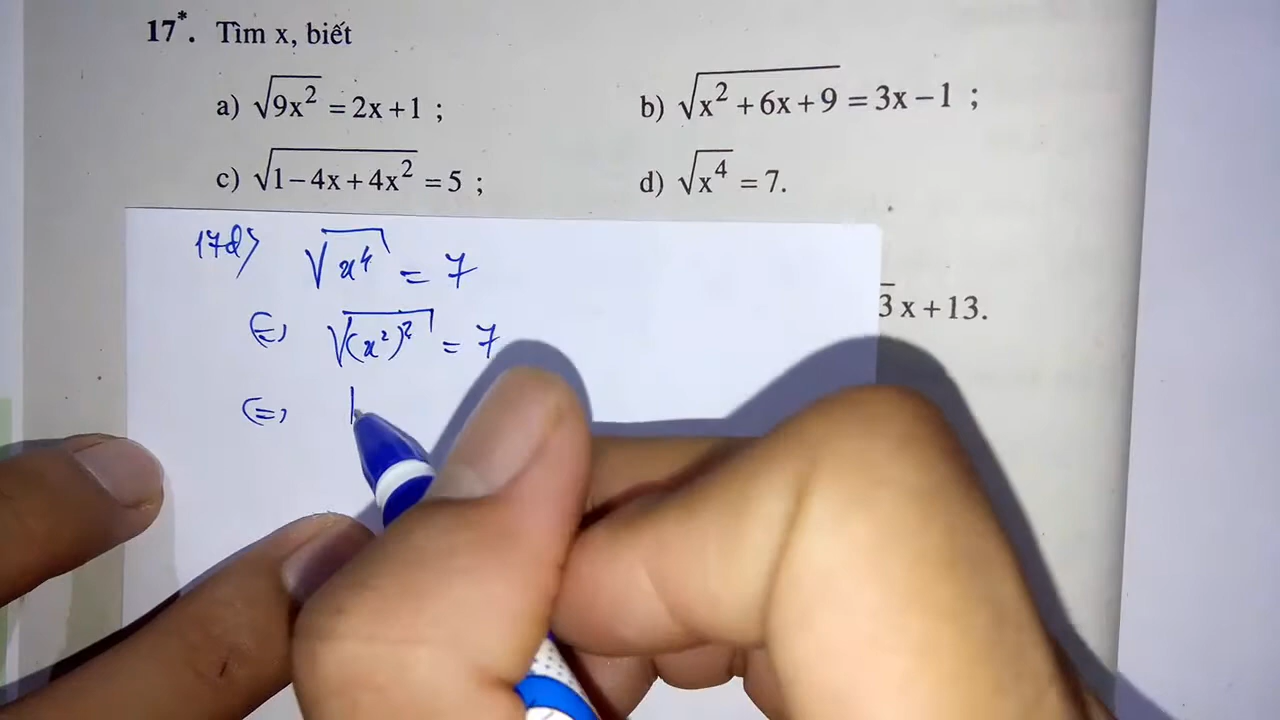 17*. Tìm x, biết
a) √9x² = 2x+1 ; b) √x²+6x+9 = 3x−1 ;
c) √1−4x+4x² = 5 ; d) √x⁴ = 7.
17d) √x⁴ = 7
⇔ √(x²)² = 7
√3 x + 13.
⇔ |